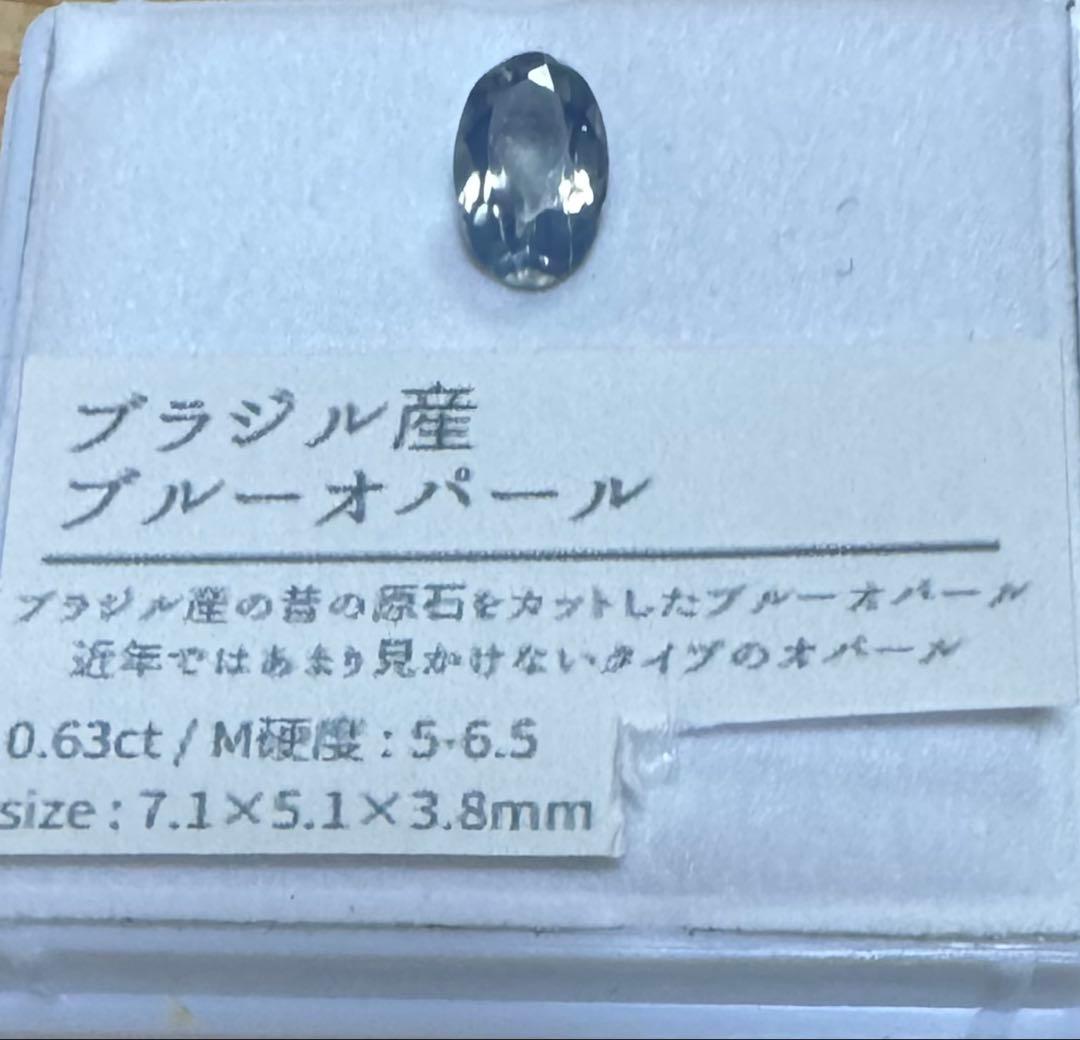 ブラジル産
ブルーオパール
ブラジル産の昔の原石をカットしたブルーオパール
近年ではあまり見かけないタイプのオパール
0.63ct / M硬度 : 5-6.5
size : 7.1×5.1×3.8mm